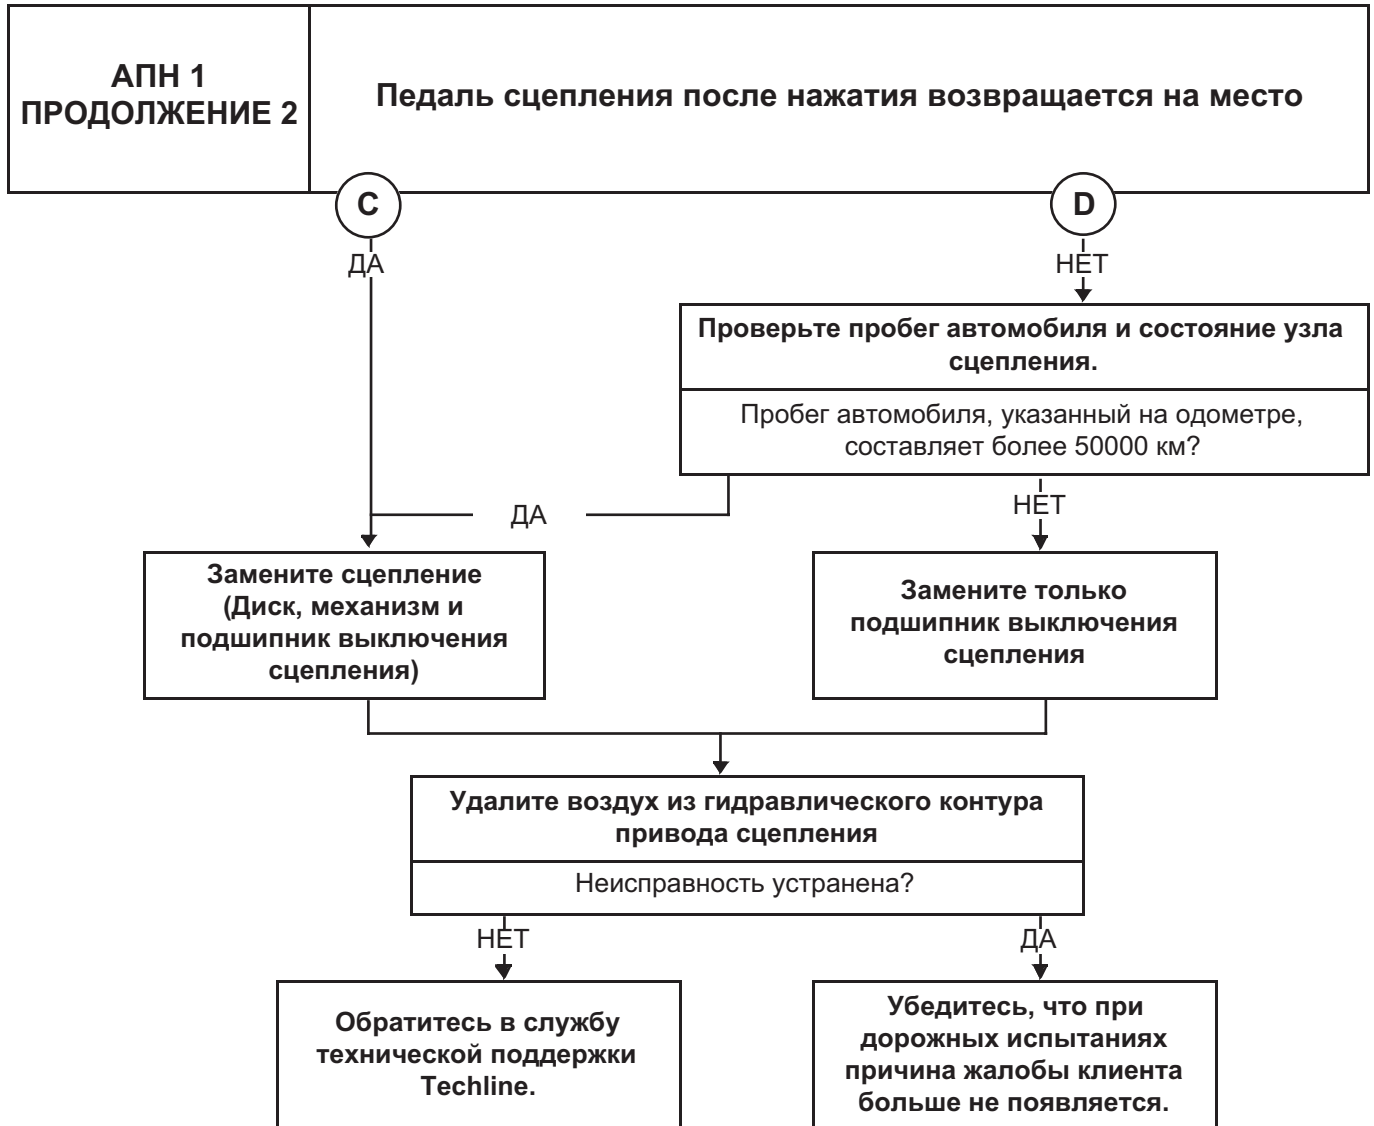 АПН 1
ПРОДОЛЖЕНИЕ 2
Педаль сцепления после нажатия возвращается на место
C
D
ДА
НЕТ
Проверьте пробег автомобиля и состояние узла
сцепления.
Пробег автомобиля, указанный на одометре,
составляет более 50000 км?
ДА
НЕТ
Замените сцепление
(Диск, механизм и
подшипник выключения
сцепления)
Замените только
подшипник выключения
сцепления
Удалите воздух из гидравлического контура
привода сцепления
Неисправность устранена?
НЕТ
ДА
Обратитесь в службу
технической поддержки
Techline.
Убедитесь, что при
дорожных испытаниях
причина жалобы клиента
больше не появляется.